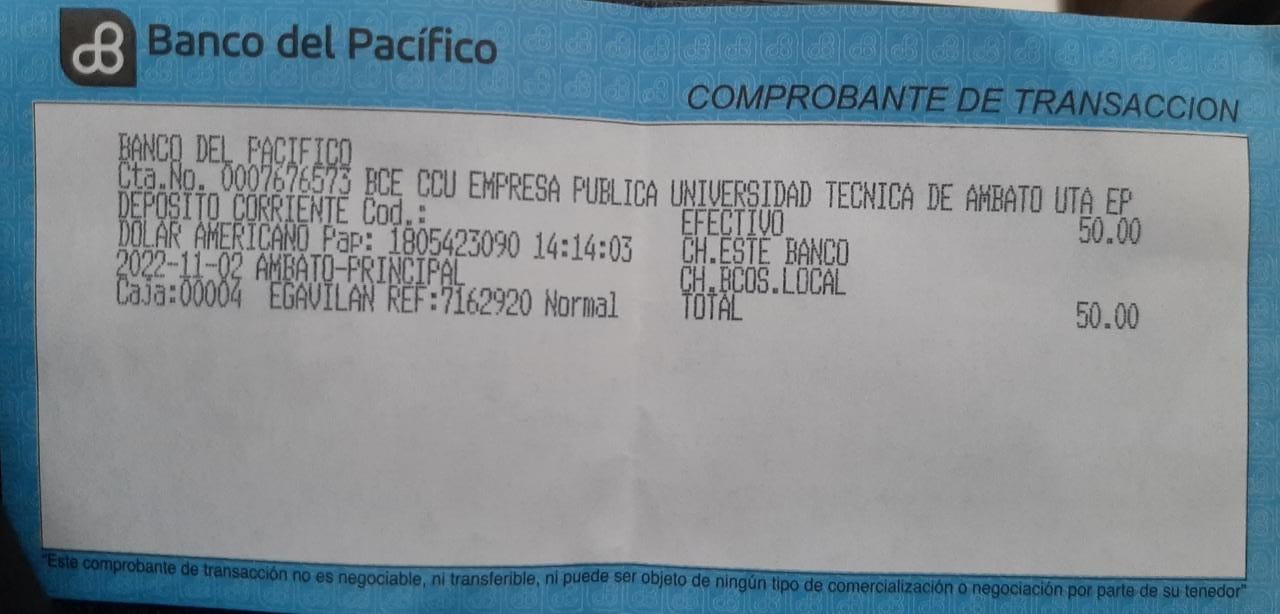 Banco del Pacífico
COMPROBANTE DE TRANSACCION
BANCO DEL PACIFICO
Cta.No. 0007676573 BCE CCU EMPRESA PUBLICA UNIVERSIDAD TECNICA DE AMBATO UTA EP
DEPOSITO CORRIENTE Cod.: EFECTIVO 50.00
DOLAR AMERICANO Pap: 1805423090 14:14:03 CH.ESTE BANCO
2022-11-02 AMBATO-PRINCIPAL CH.BCOS.LOCAL
Caja:00004 EGAVILAN REF:7162920 Normal TOTAL 50.00
"Este comprobante de transacción no es negociable, ni transferible, ni puede ser objeto de ningún tipo de comercialización o negociación por parte de su tenedor"